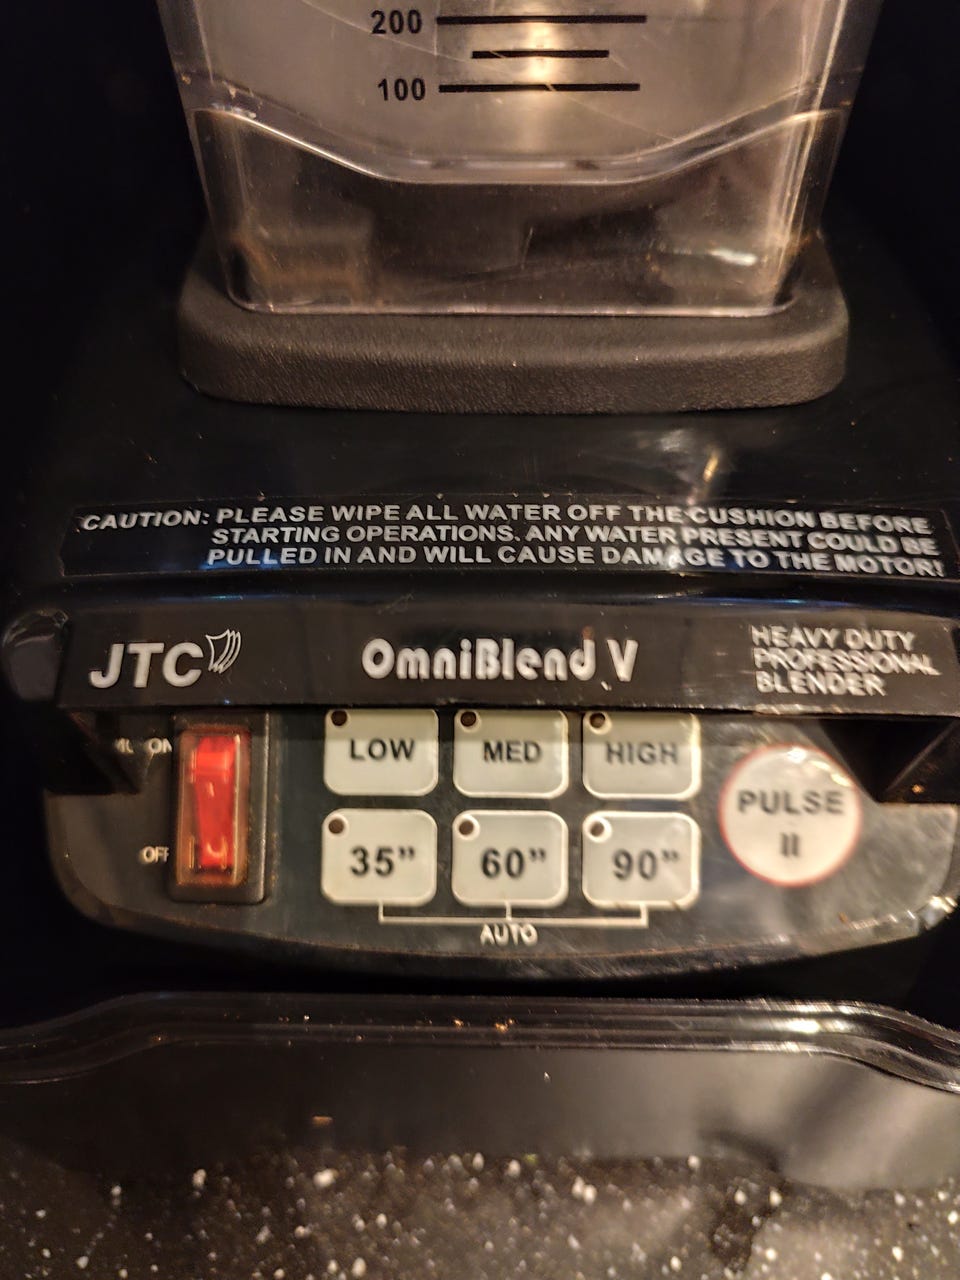 200
100
CAUTION: PLEASE WIPE ALL WATER OFF THE CUSHION BEFORE
STARTING OPERATIONS. ANY WATER PRESENT COULD BE
PULLED IN AND WILL CAUSE DAMAGE TO THE MOTOR!
JTC
OmniBlend V
HEAVY DUTY
PROFESSIONAL
BLENDER
ON
OFF
LOW
MED
HIGH
35”
60”
90”
AUTO
PULSE
II